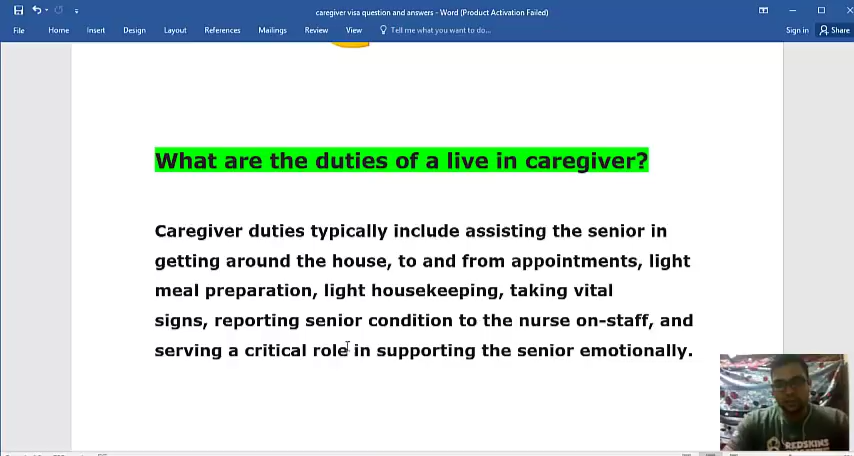 caregiver visa question and answers - Word (Product Activation Failed)
File Home Insert Design Layout References Mailings Review View Tell me what you want to do... Sign in Share
What are the duties of a live in caregiver?
Caregiver duties typically include assisting the senior in
getting around the house, to and from appointments, light
meal preparation, light housekeeping, taking vital
signs, reporting senior condition to the nurse on-staff, and
serving a critical role in supporting the senior emotionally.
REDSKINS